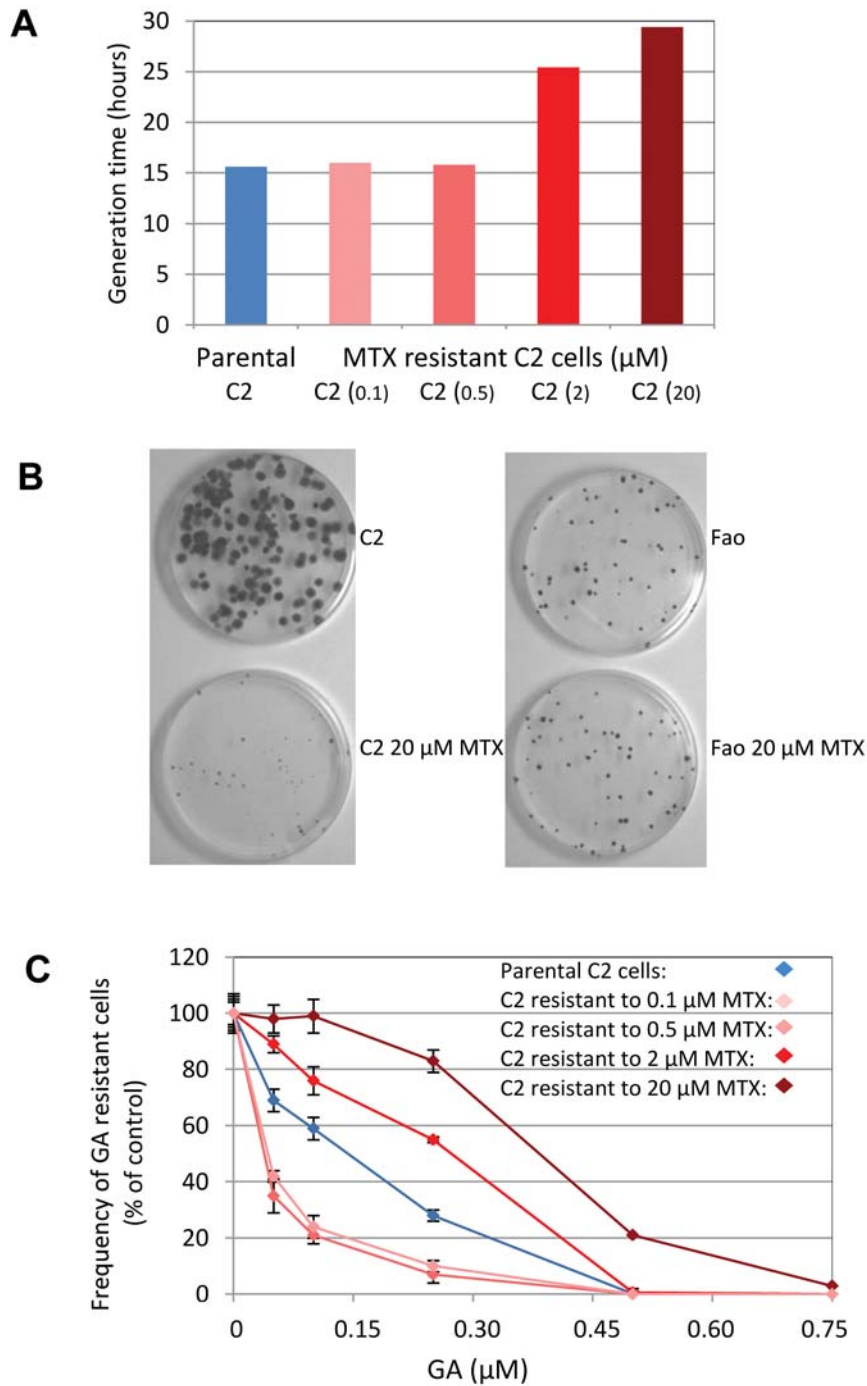 A
Generation time (hours)
30
25
20
15
10
5
0
Parental
MTX resistant C2 cells (µM)
C2
C2 (0.1)
C2 (0.5)
C2 (2)
C2 (20)
B
C2
Fao
C2 20 µM MTX
Fao 20 µM MTX
C
Frequency of GA resistant cells
(% of control)
120
100
80
60
40
20
0
Parental C2 cells:
C2 resistant to 0.1 µM MTX:
C2 resistant to 0.5 µM MTX:
C2 resistant to 2 µM MTX:
C2 resistant to 20 µM MTX:
0
0.15
0.30
0.45
0.60
0.75
GA (µM)